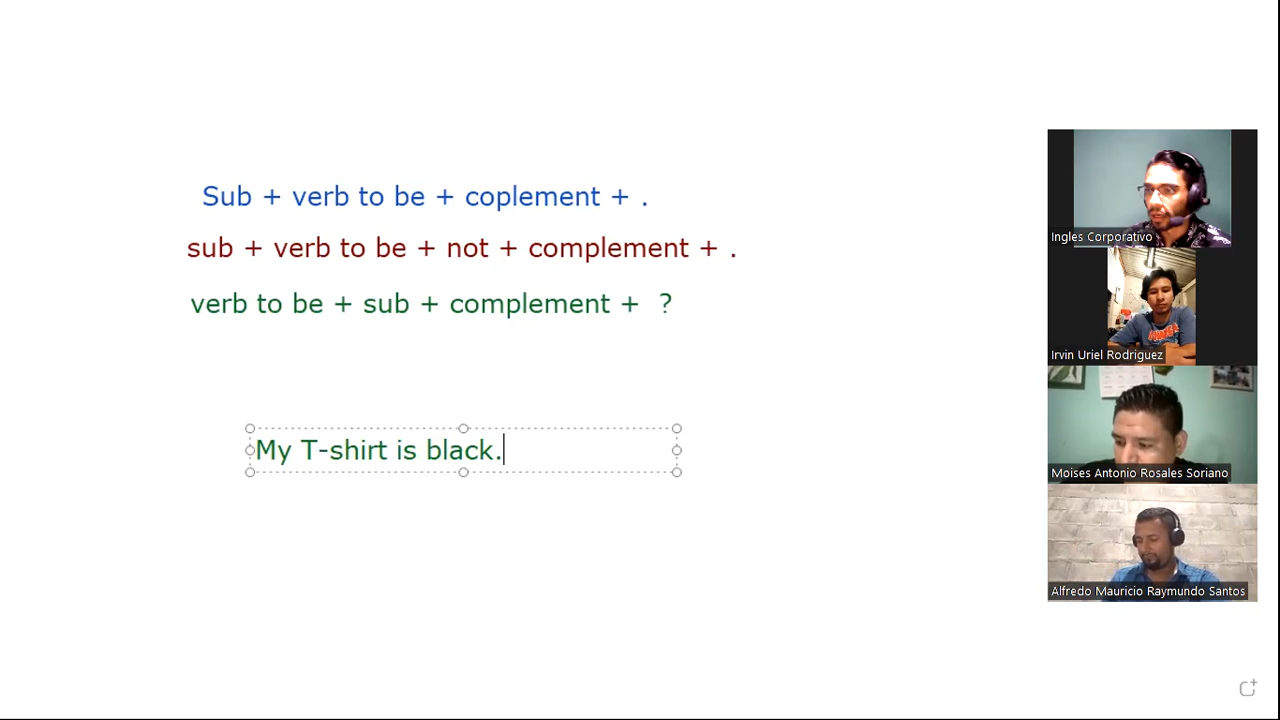 Sub + verb to be + coplement + .
sub + verb to be + not + complement + .
verb to be + sub + complement + ?
My T-shirt is black.
Ingles Corporativo
Irvin Uriel Rodriguez
Moises Antonio Rosales Soriano
Alfredo Mauricio Raymundo Santos